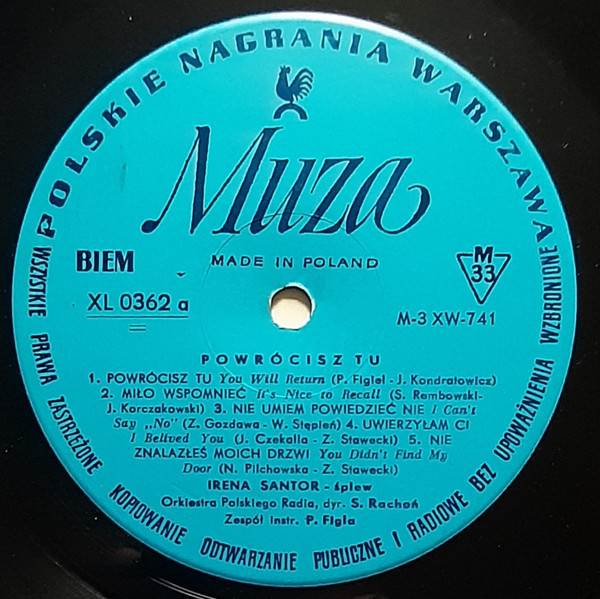 POLSKIE NAGRANIA WARSZAWA
Muza
BIEM
MADE IN POLAND
M
33
XL 0362 a
M-3 XW-741
POWRÓCISZ TU
1. POWRÓCISZ TU You Will Return (P. Figiel - J. Kondratowicz)
2. MIŁO WSPOMNIEĆ It's Nice to Recall (S. Rembowski-
J. Korczakowski) 3. NIE UMIEM POWIEDZIEĆ NIE I Can't
Say „No" (Z. Gozdawa - W. Stępień) 4. UWIERZYŁAM CI
I Belived You (J. Czekalla - Z. Stawecki) 5. NIE
ZNALAZŁEŚ MOICH DRZWI You Didn't Find My
Door (N. Pilchowska - Z. Stawecki)
IRENA SANTOR - śpiew
Orkiestra Polskiego Radia, dyr. S. Rachoń
Zespół Instr. P. Figla
WSZYSTKIE PRAWA ZASTRZEŻONE KOPIOWANIE ODTWARZANIE PUBLICZNE I RADIOWE BEZ UPOWAŻNIENIA WZBRONIONE